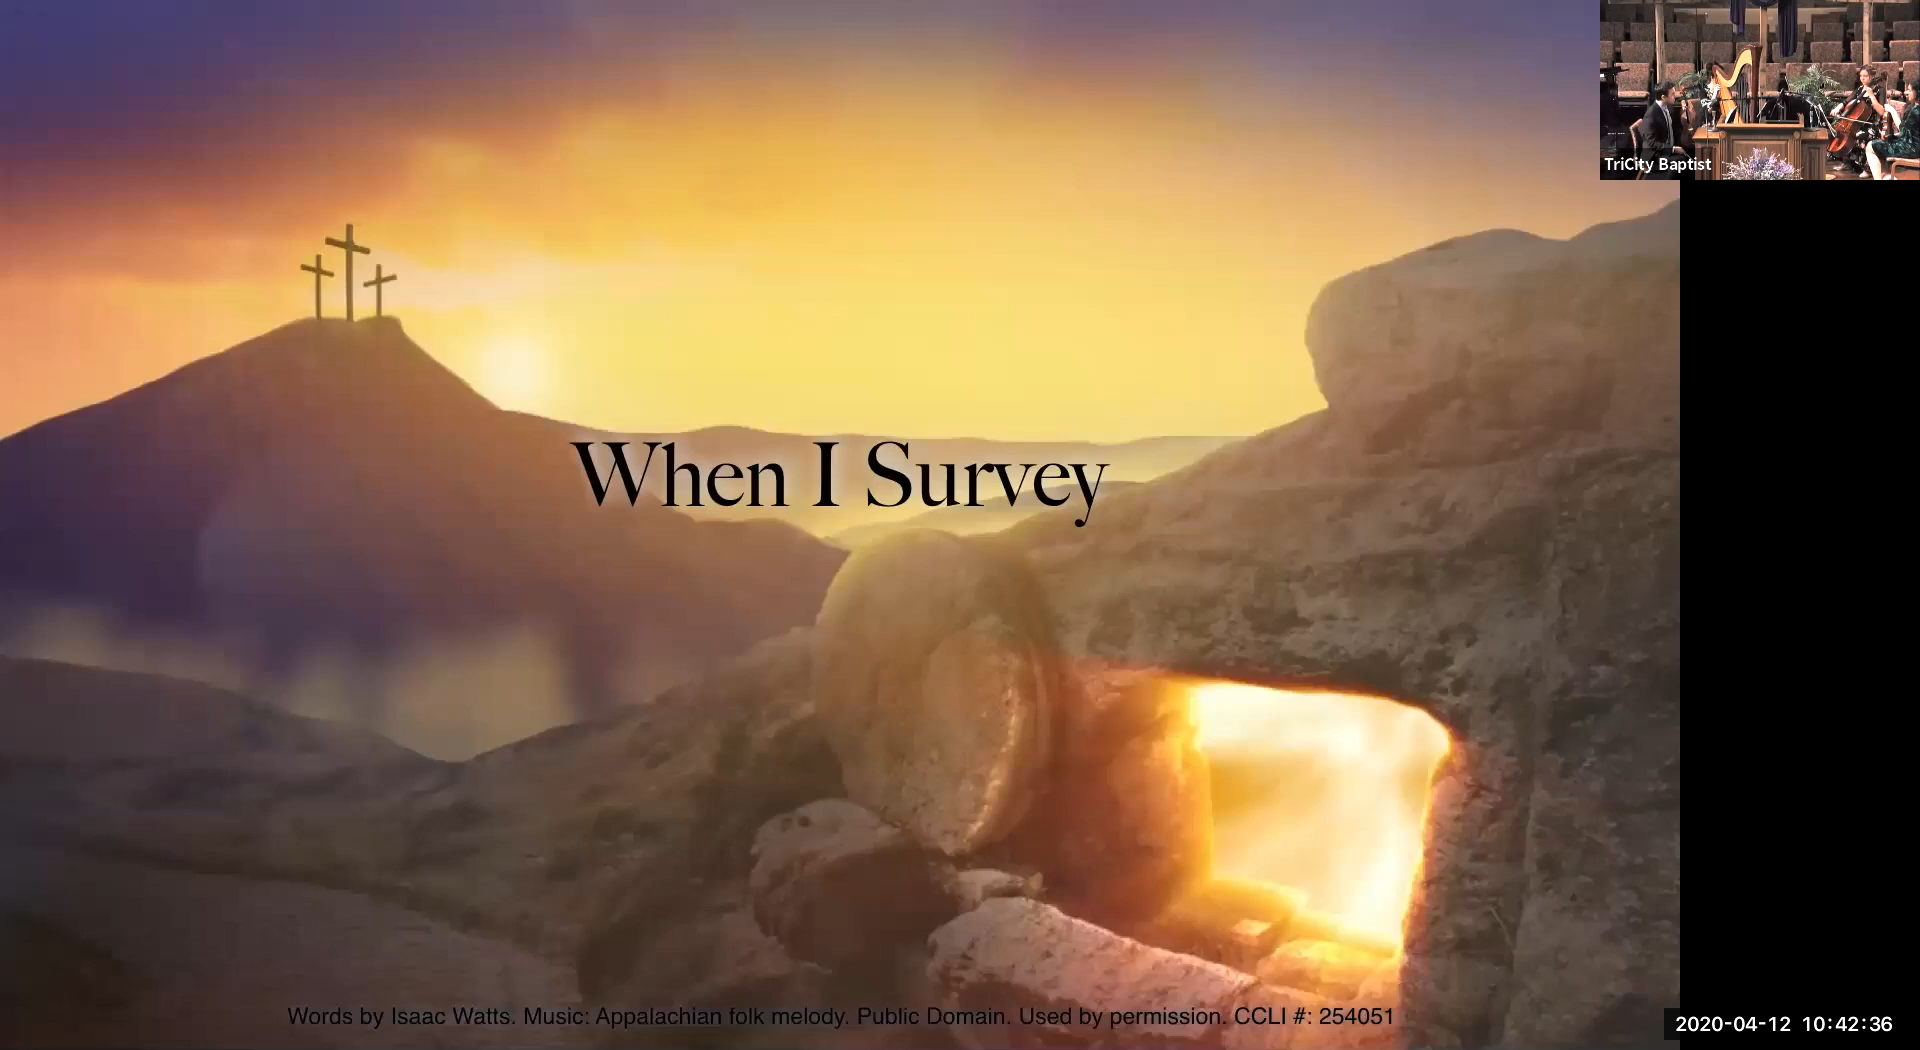 TriCity Baptist
When I Survey
Words by Isaac Watts. Music: Appalachian folk melody. Public Domain. Used by permission. CCLI #: 254051
2020-04-12 10:42:36